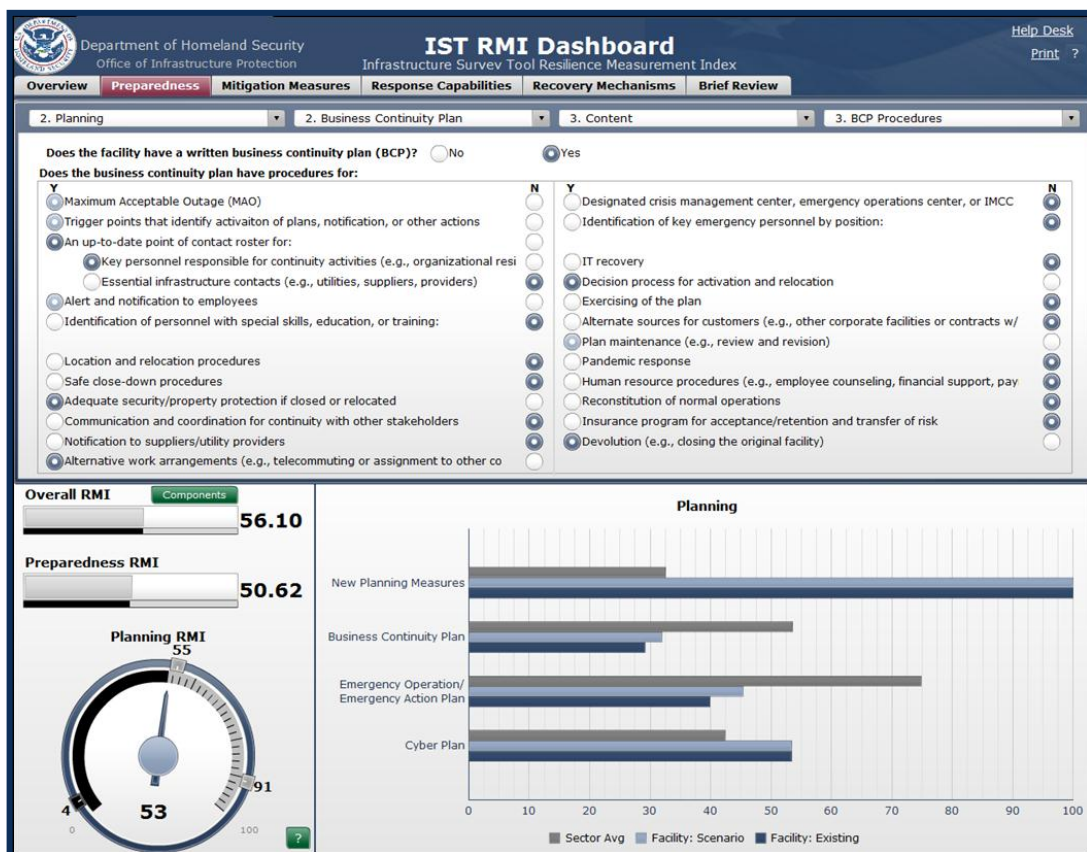 Department of Homeland Security
Office of Infrastructure Protection
IST RMI Dashboard
Infrastructure Survey Tool Resilience Measurement Index
Help Desk
Print ?
Overview Preparedness Mitigation Measures Response Capabilities Recovery Mechanisms Brief Review
2. Planning 2. Business Continuity Plan 3. Content 3. BCP Procedures
Does the facility have a written business continuity plan (BCP)? No Yes
Does the business continuity plan have procedures for:
Y N
Maximum Acceptable Outage (MAO)
Trigger points that identify activaiton of plans, notification, or other actions
An up-to-date point of contact roster for:
Key personnel responsible for continuity activities (e.g., organizational resi
Essential infrastructure contacts (e.g., utilities, suppliers, providers)
Alert and notification to employees
Identification of personnel with special skills, education, or training:
Location and relocation procedures
Safe close-down procedures
Adequate security/property protection if closed or relocated
Communication and coordination for continuity with other stakeholders
Notification to suppliers/utility providers
Alternative work arrangements (e.g., telecommuting or assignment to other co
Y N
Designated crisis management center, emergency operations center, or IMCC
Identification of key emergency personnel by position:
IT recovery
Decision process for activation and relocation
Exercising of the plan
Alternate sources for customers (e.g., other corporate facilities or contracts w/
Plan maintenance (e.g., review and revision)
Pandemic response
Human resource procedures (e.g., employee counseling, financial support, pay
Reconstitution of normal operations
Insurance program for acceptance/retention and transfer of risk
Devolution (e.g., closing the original facility)
Overall RMI Components
56.10
Preparedness RMI
50.62
Planning RMI
55
91
4
53
0 100
?
Planning
New Planning Measures
Business Continuity Plan
Emergency Operation/
Emergency Action Plan
Cyber Plan
0 10 20 30 40 50 60 70 80 90 100
Sector Avg Facility: Scenario Facility: Existing